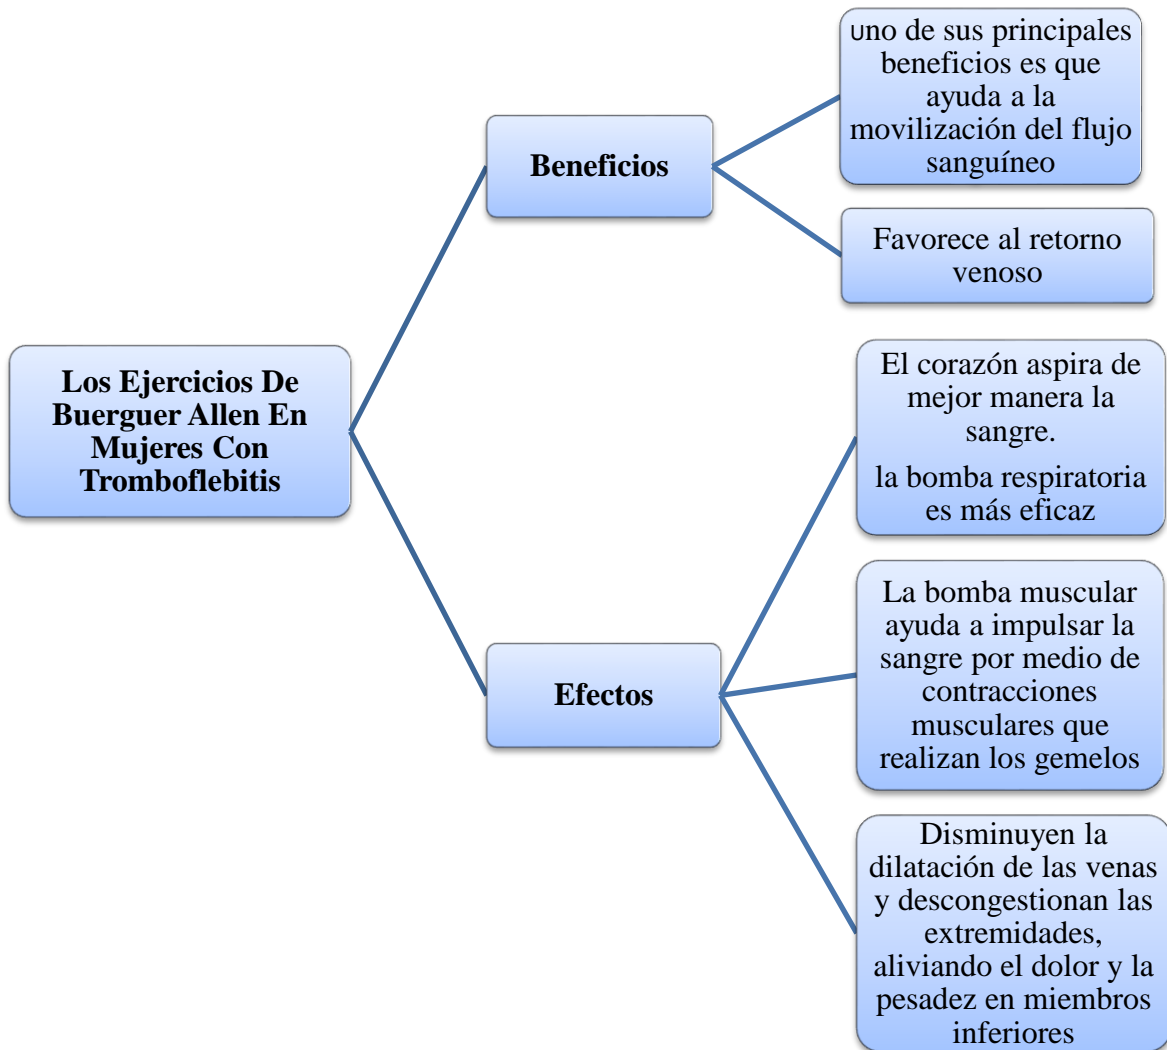 Los Ejercicios De
Buerguer Allen En
Mujeres Con
Tromboflebitis
Beneficios
uno de sus principales
beneficios es que
ayuda a la
movilización del flujo
sanguíneo
Favorece al retorno
venoso
Efectos
El corazón aspira de
mejor manera la
sangre.
la bomba respiratoria
es más eficaz
La bomba muscular
ayuda a impulsar la
sangre por medio de
contracciones
musculares que
realizan los gemelos
Disminuyen la
dilatación de las venas
y descongestionan las
extremidades,
aliviando el dolor y la
pesadez en miembros
inferiores